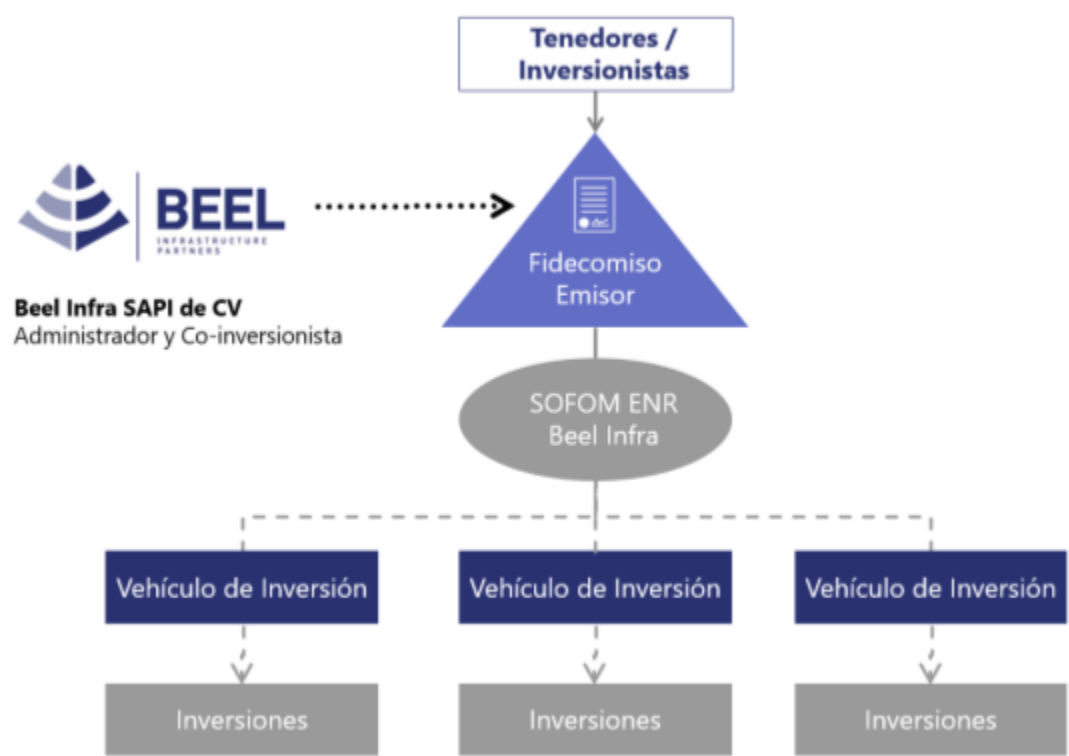 Tenedores /
Inversionistas
BEEL
INFRASTRUCTURE
PARTNERS
Beel Infra SAPI de CV
Administrador y Co-inversionista
Fidecomiso
Emisor
SOFOM ENR
Beel Infra
Vehículo de Inversión
Vehículo de Inversión
Vehículo de Inversión
Inversiones
Inversiones
Inversiones